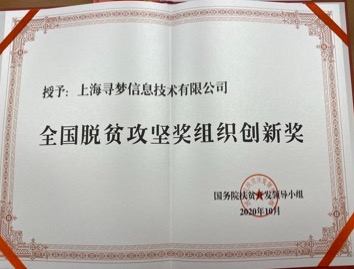 授予：上海寻梦信息技术有限公司
全国脱贫攻坚奖组织创新奖
国务院扶贫开发领导小组
2020年10月